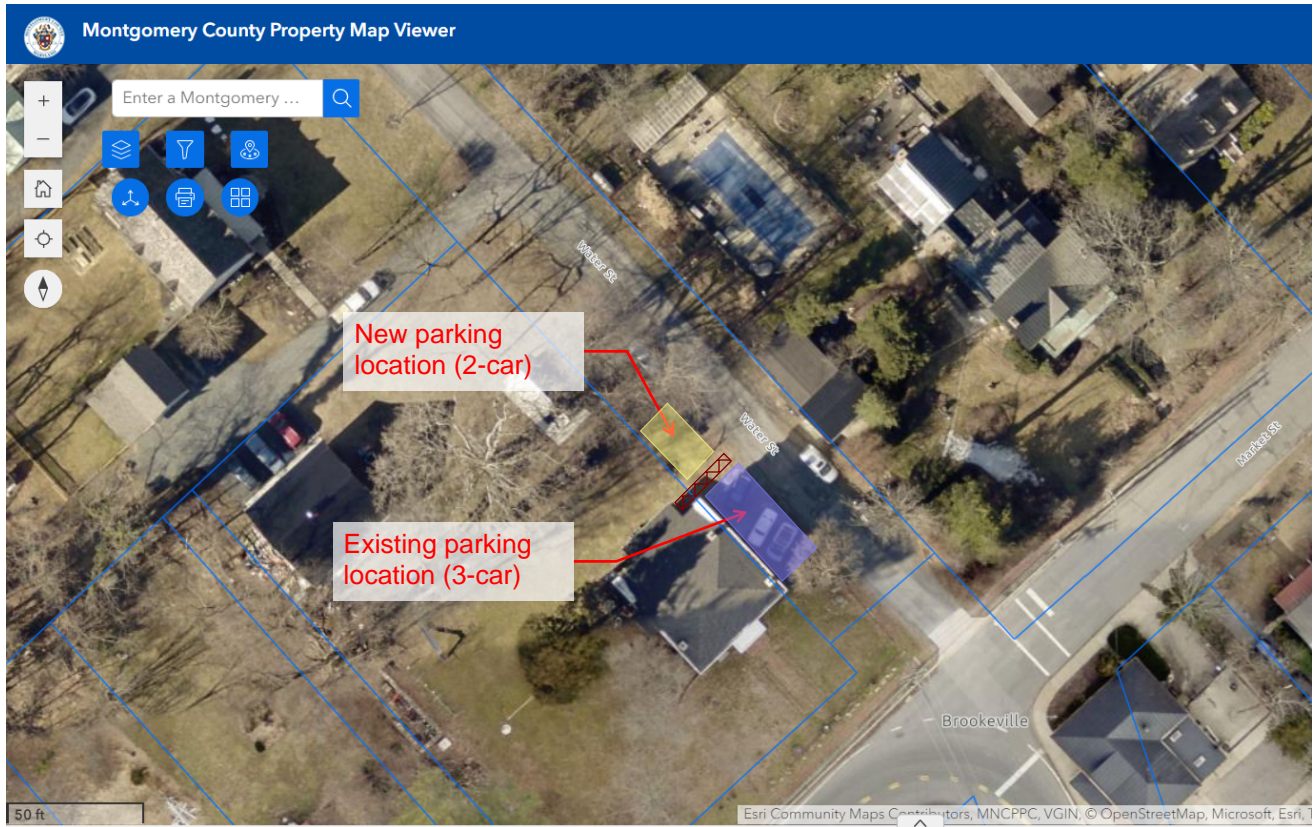 Montgomery County Property Map Viewer
Enter a Montgomery ...
Water St
New parking
location (2-car)
Water St
Market St
Existing parking
location (3-car)
Brookeville
50 ft
Esri Community Maps Contributors, MNCPPC, VGIN, © OpenStreetMap, Microsoft, Esri,